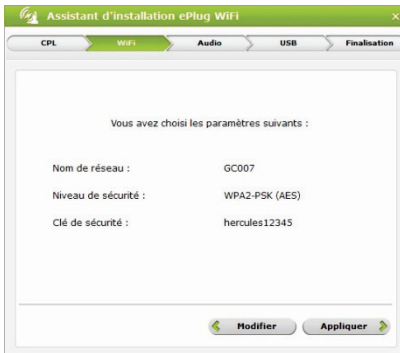 Assistant d'installation ePlug WiFi
CPL WiFi Audio USB Finalisation
Vous avez choisi les paramètres suivants :
Nom de réseau : GC007
Niveau de sécurité : WPA2-PSK (AES)
Clé de sécurité : hercules12345
Modifier Appliquer